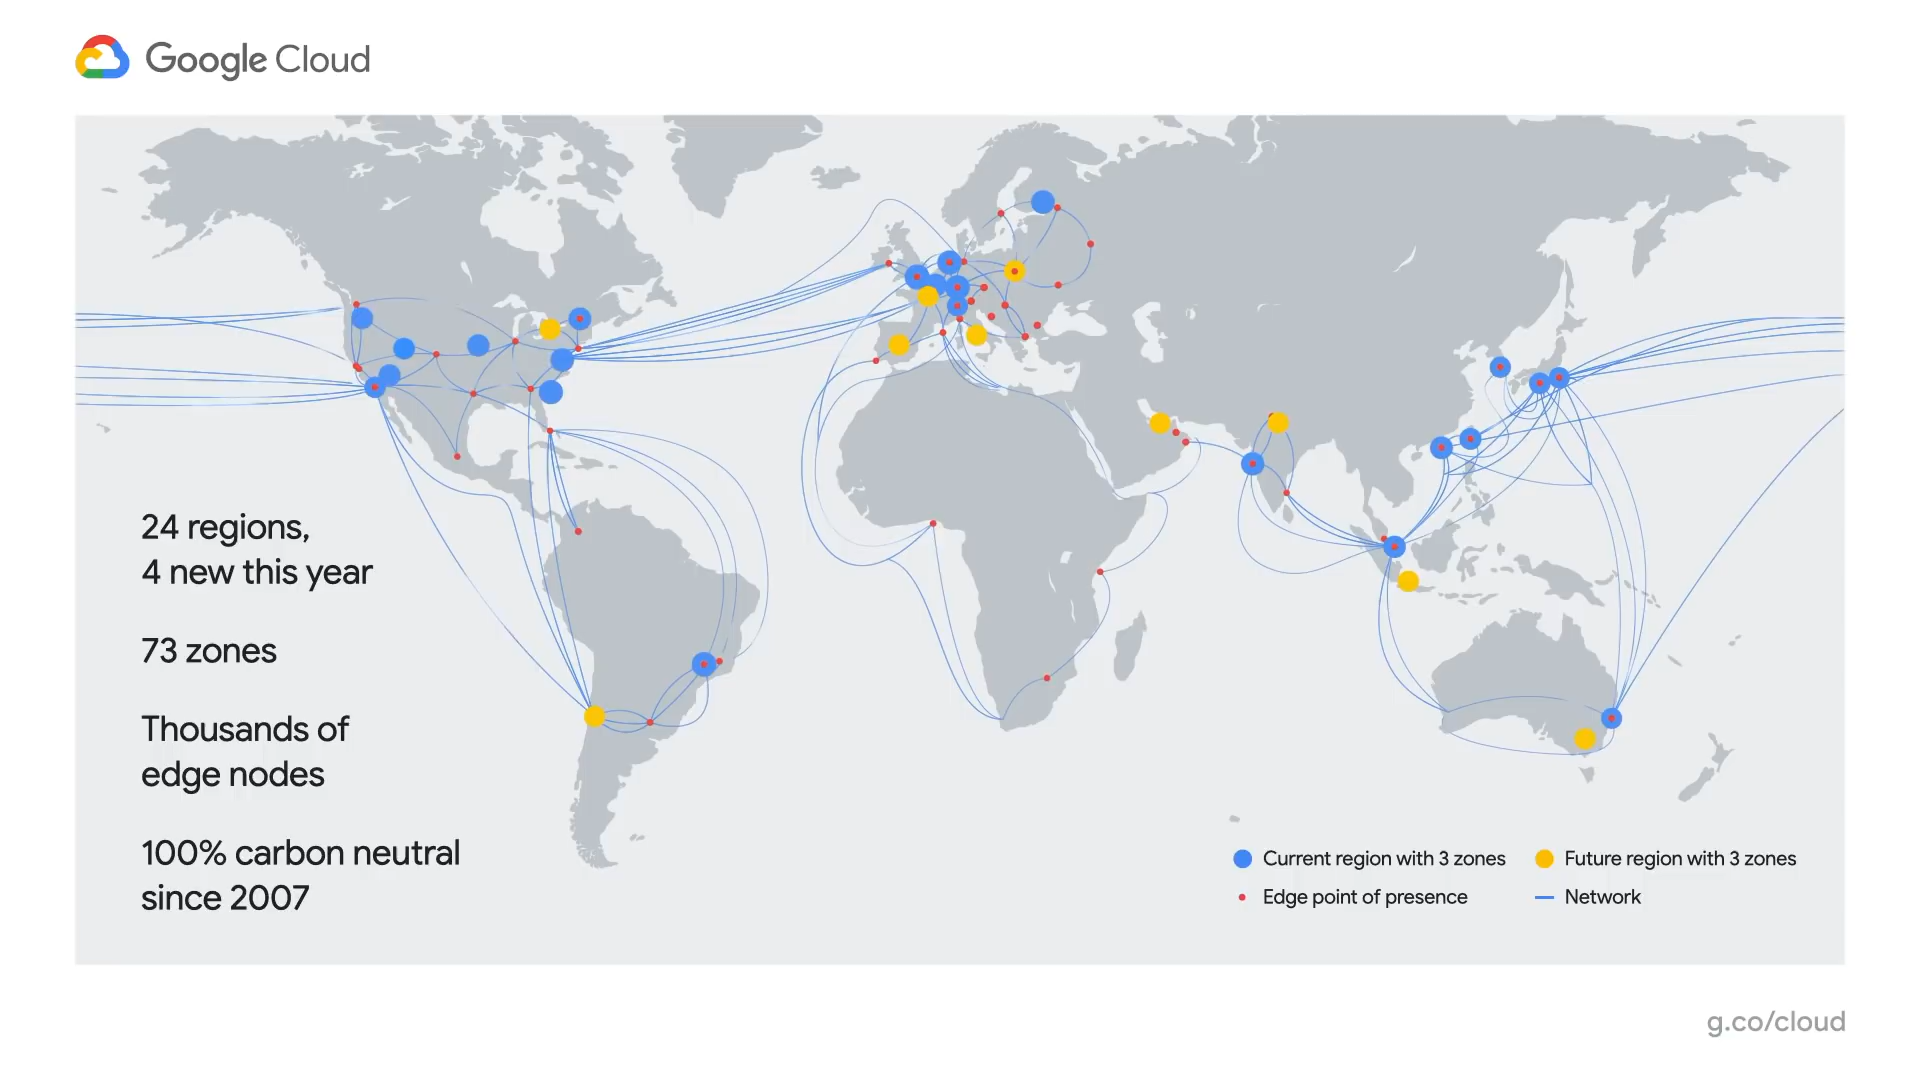 Google Cloud
24 regions,
4 new this year
73 zones
Thousands of
edge nodes
100% carbon neutral
since 2007
Current region with 3 zones
Future region with 3 zones
Edge point of presence
Network
g.co/cloud